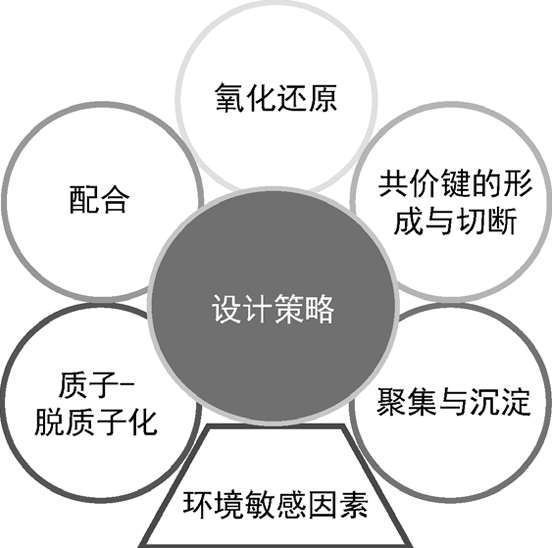 氧化还原
配合
共价键的形
成与切断
设计策略
质子-
脱质子化
聚集与沉淀
环境敏感因素